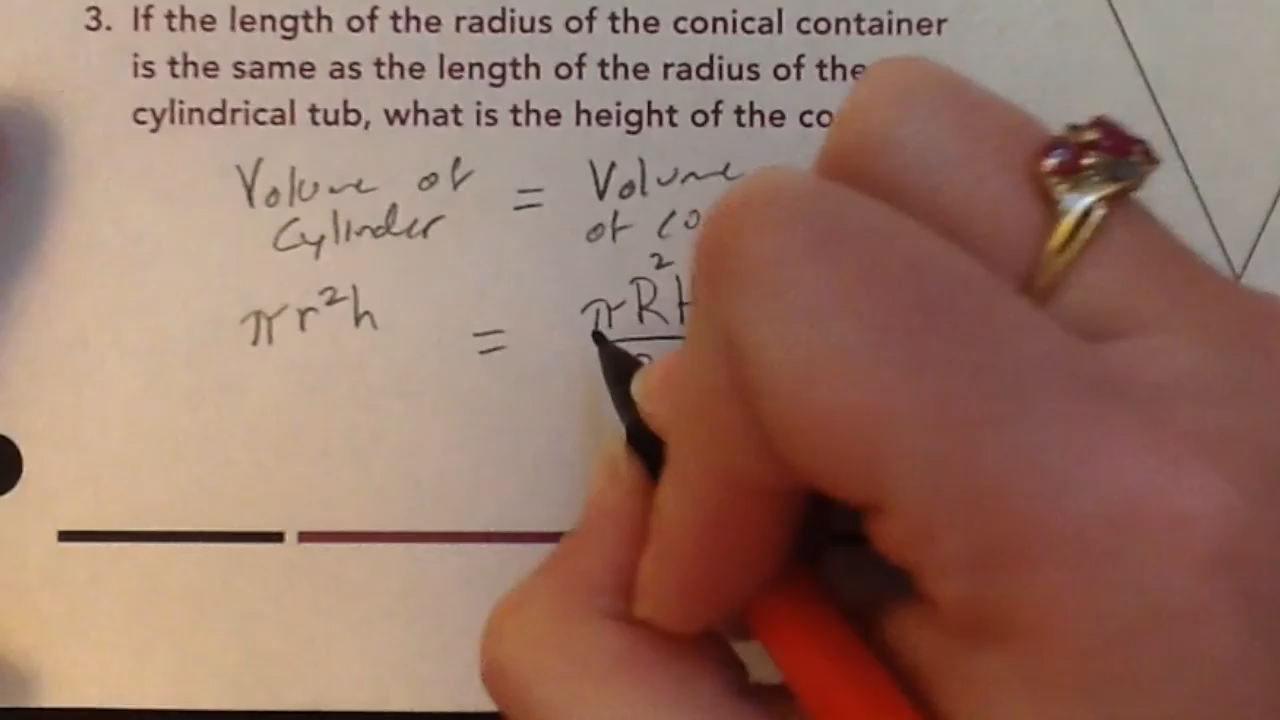 3. If the length of the radius of the conical container
is the same as the length of the radius of the
cylindrical tub, what is the height of the co
Volume of = Volume
Cylinder of co
πr²h = πR²H